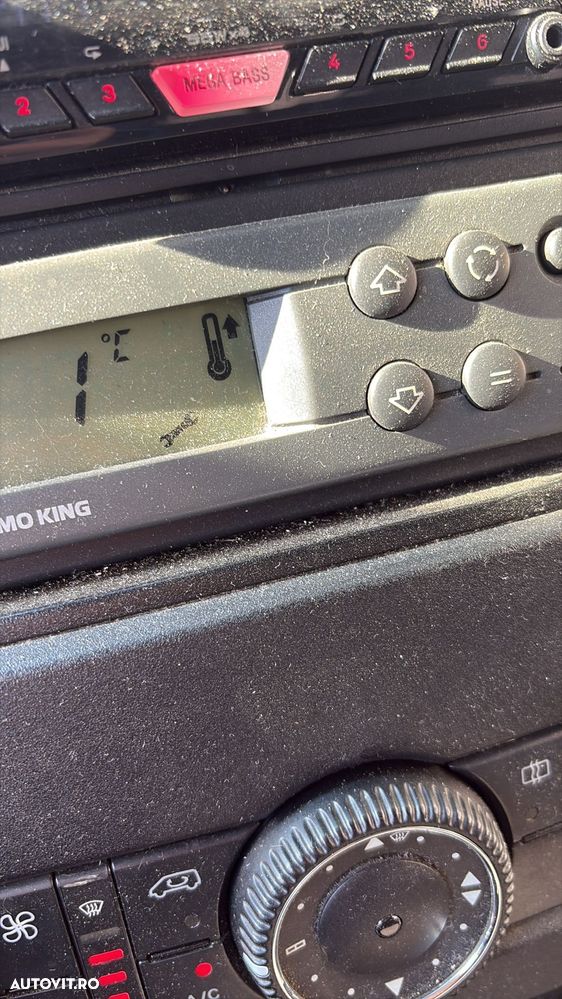 MEGA BASS
2
3
4
5
6
1 °C
MO KING
A/C
AUTOVIT.RO